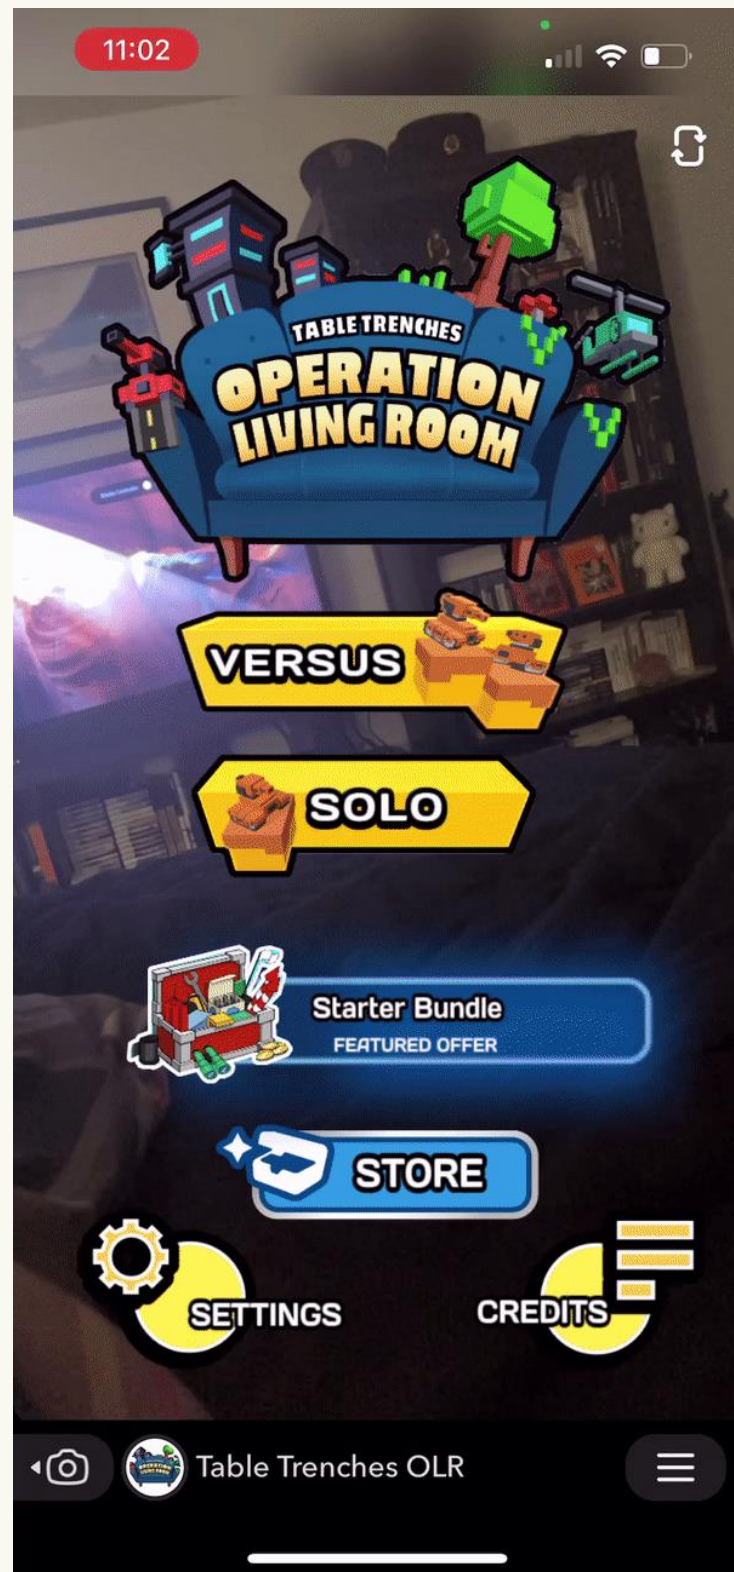 11:02
TABLE TRENCHES
OPERATION
LIVING ROOM
VERSUS
SOLO
Starter Bundle
FEATURED OFFER
STORE
SETTINGS
CREDITS
Table Trenches OLR